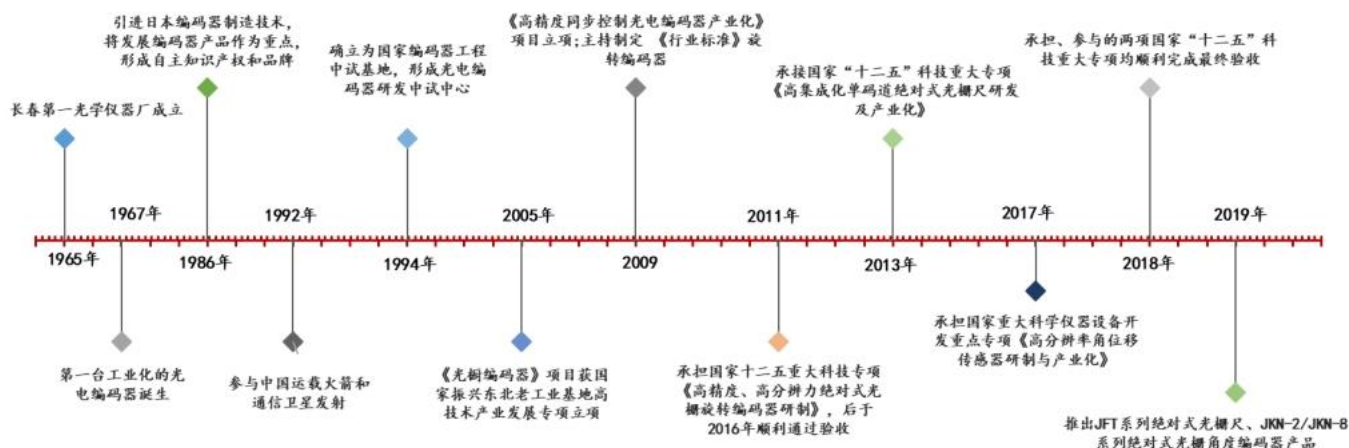 引进日本编码器制造技术，
将发展编码器产品作为重点，
形成自主知识产权和品牌
长春第一光学仪器厂成立
确立为国家编码器工程
中试基地，形成光电编
码器研发中试中心
《高精度同步控制光电编码器产业化》
项目立项;主持制定 《行业标准》旋
转编码器
承接国家“十二五”科技重大专项
《高集成化单码道绝对式光栅尺研发
及产业化》
承担、参与的两项国家“十二五”科
技重大专项均顺利完成最终验收
1967年
1992年
2005年
2011年
2017年
2019年
1965年
1986年
1994年
2009
2013年
2018年
第一台工业化的光
电编码器诞生
参与中国运载火箭和
通信卫星发射
《光橱编码器》项目获国
家振兴东北老工业基地高
技术产业发展专项立项
承担国家十二五重大科技专项
《高精度、高分辨力绝对式光
栅旋转编码器研制》，后于
2016年顺利通过验收
承担国家重大科学仪器设备开
发重点专项《高分辨率角位移
传感器研制与产业化》
推出JFT系列绝对式光栅尺、JKN-2/JKN-8
系列绝对式光栅角度编码器产品